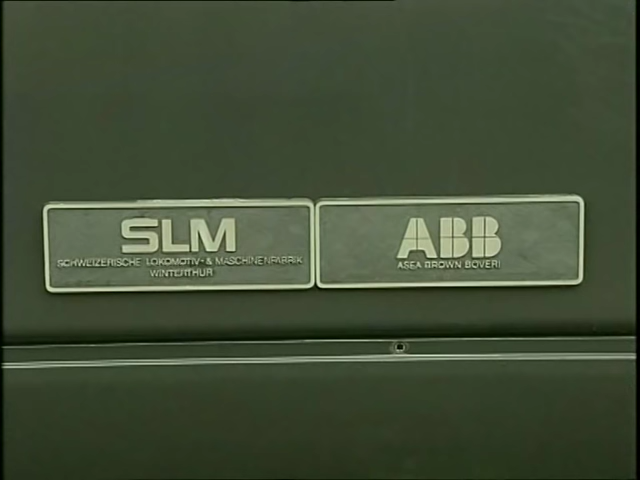 SLM
SCHWEIZERISCHE LOKOMOTIV- & MASCHINENFABRIK
WINTERTHUR
ABB
ASEA BROWN BOVERI